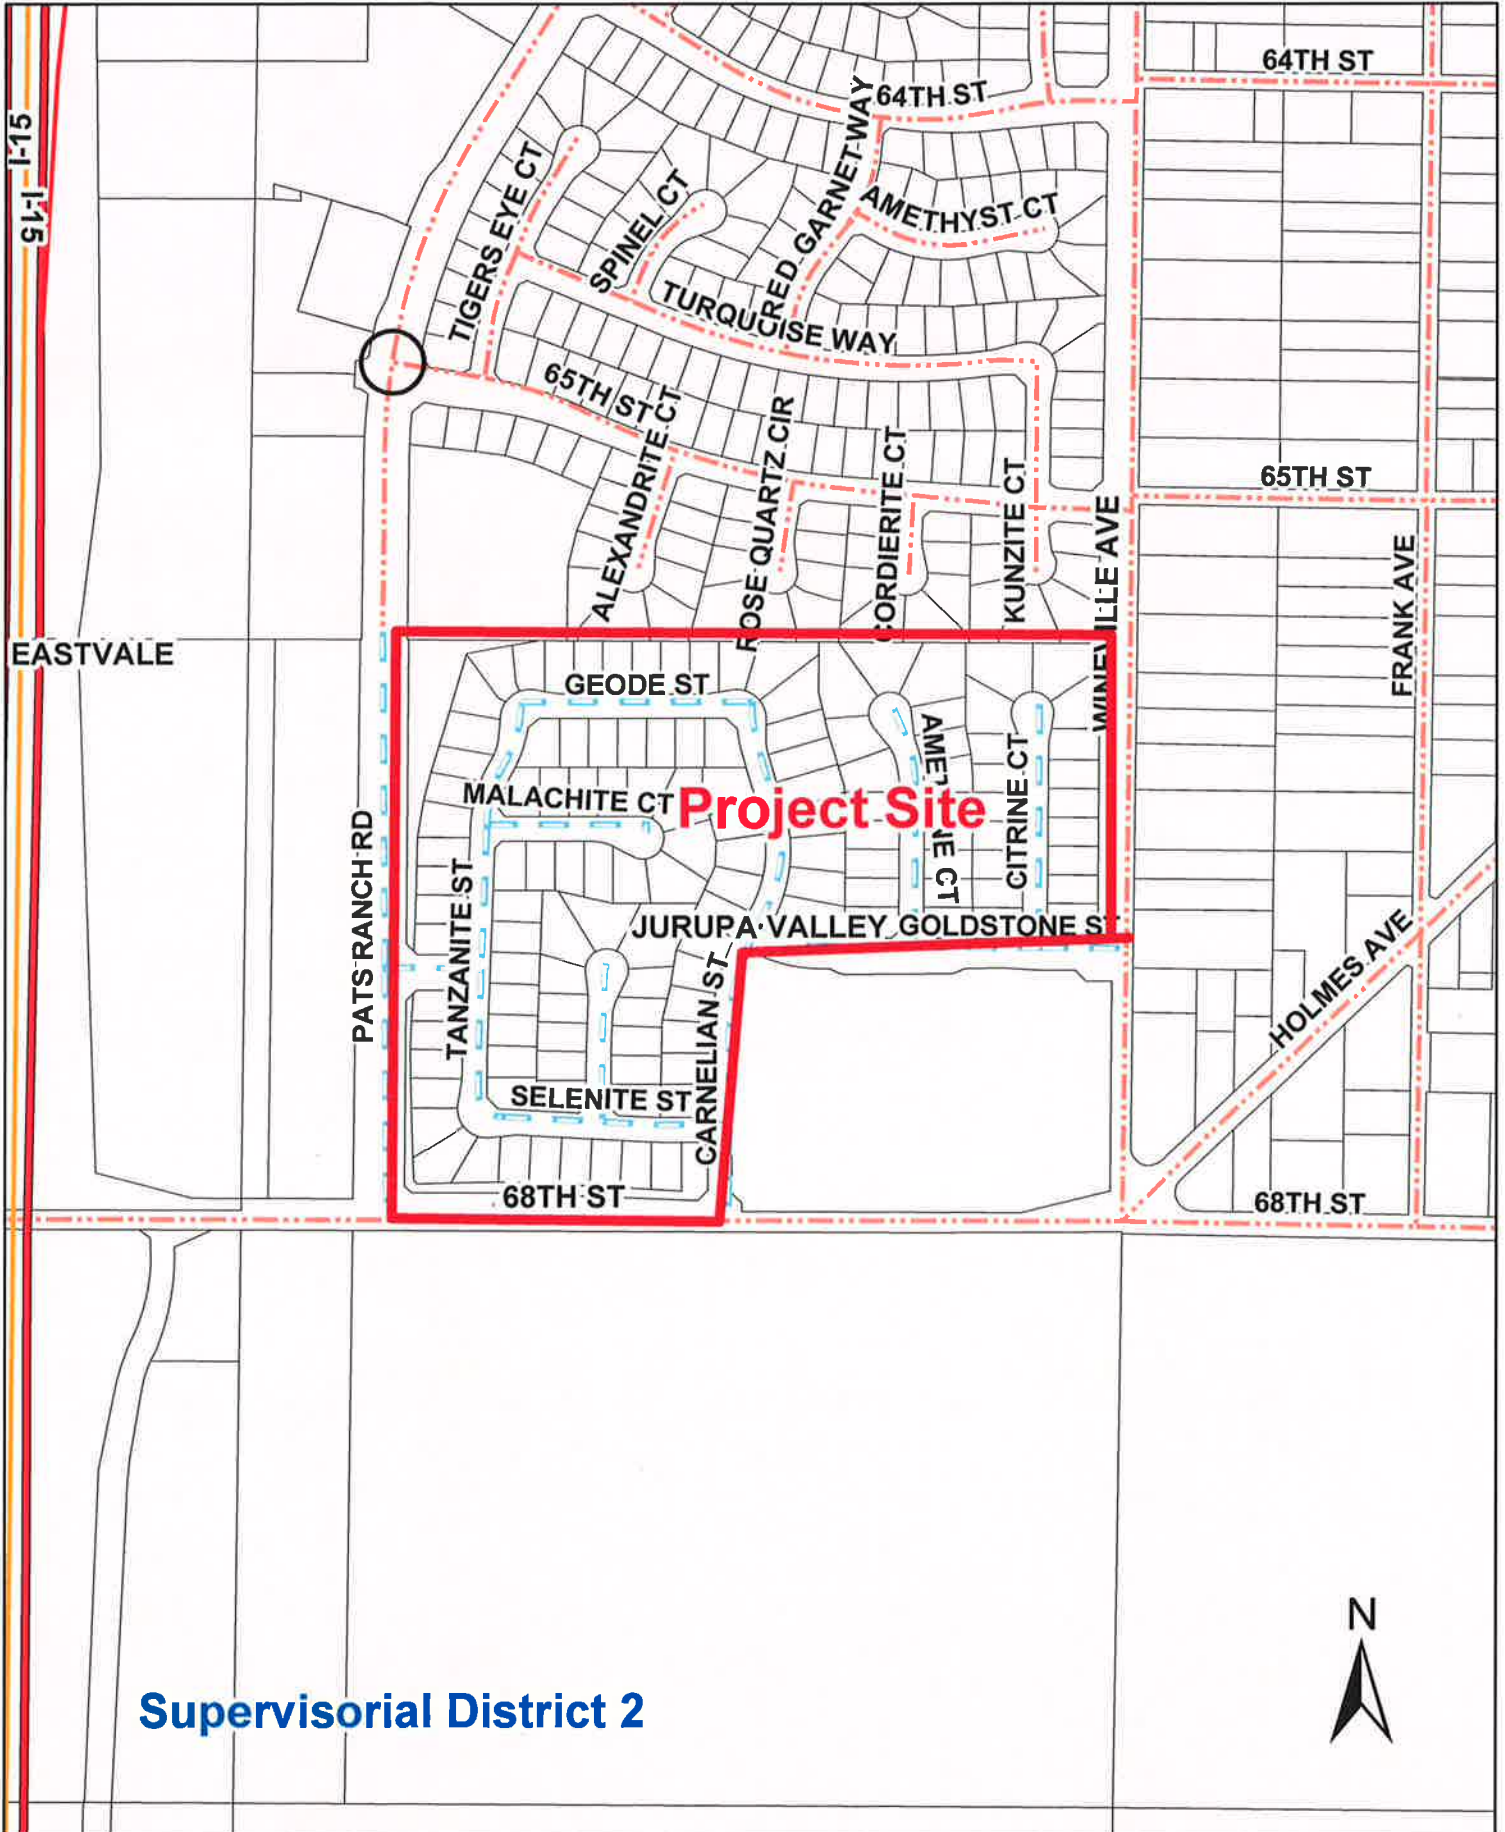 64TH ST
64TH ST
I-15
I-15
TIGERS EYE CT
SPINEL CT
RED GARNET WAY
AMETHYST CT
TURQUOISE WAY
65TH ST
65TH ST
ALEXANDRITE CT
ROSE QUARTZ CIR
CORDIERITE CT
KUNZITE CT
WINEVILLE AVE
FRANK AVE
EASTVALE
GEODE ST
MALACHITE CT
Project Site
CITRINE CT
PATS RANCH RD
TANZANITE ST
JURUPA VALLEY
GOLDSTONE ST
CARNELIAN ST
HOLMES AVE
SELENITE ST
68TH ST
68TH ST
N
Supervisorial District 2